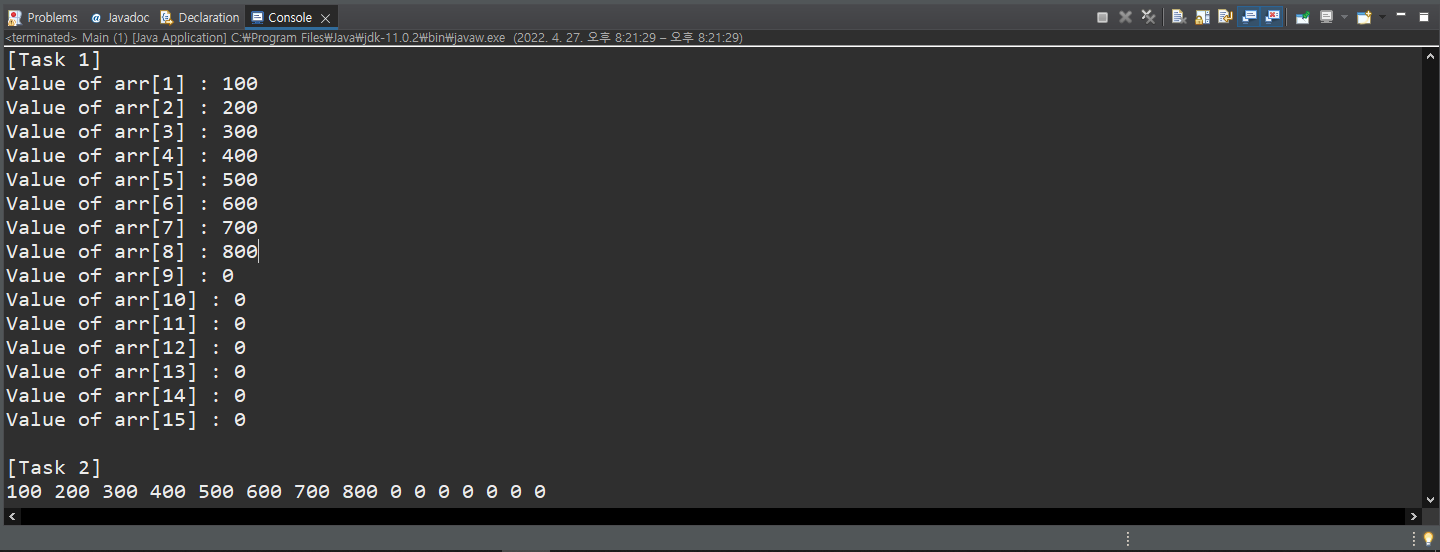 Problems Javadoc Declaration Console
<terminated> Main (1) [Java Application] C:₩Program Files₩Java₩jdk-11.0.2₩bin₩javaw.exe (2022. 4. 27. 오후 8:21:29 – 오후 8:21:29)
[Task 1]
Value of arr[1] : 100
Value of arr[2] : 200
Value of arr[3] : 300
Value of arr[4] : 400
Value of arr[5] : 500
Value of arr[6] : 600
Value of arr[7] : 700
Value of arr[8] : 800
Value of arr[9] : 0
Value of arr[10] : 0
Value of arr[11] : 0
Value of arr[12] : 0
Value of arr[13] : 0
Value of arr[14] : 0
Value of arr[15] : 0
[Task 2]
100 200 300 400 500 600 700 800 0 0 0 0 0 0 0